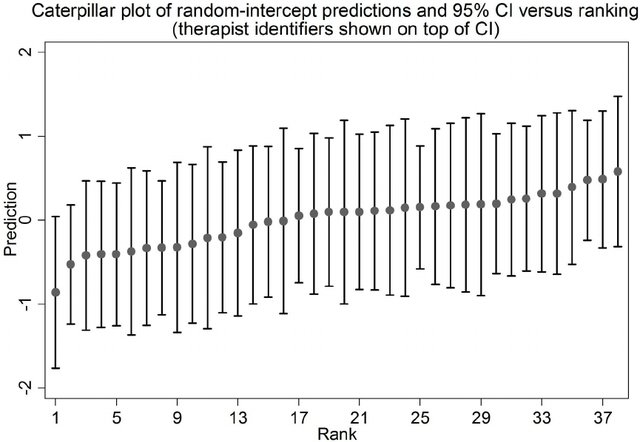 Caterpillar plot of random-intercept predictions and 95% CI versus ranking
(therapist identifiers shown on top of CI)
2
1
0
-1
-2
Prediction
1 5 9 13 17 21 25 29 33 37
Rank